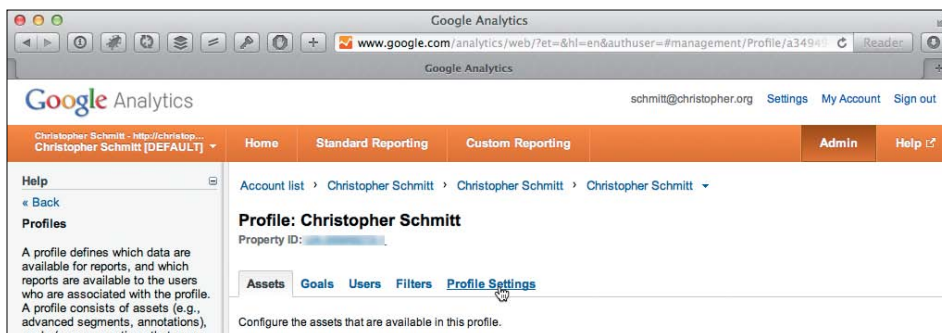 Google Analytics
www.google.com/analytics/web/?et=&hl=en&authuser=#management/Profile/a34949
Reader
Google Analytics
Google Analytics
schmitt@christopher.org Settings My Account Sign out
Christopher Schmitt - http://christop...
Christopher Schmitt [DEFAULT]
Home Standard Reporting Custom Reporting Admin Help
Help
« Back
Profiles
A profile defines which data are
available for reports, and which
reports are available to the users
who are associated with the profile.
A profile consists of assets (e.g.,
advanced segments, annotations),
Account list › Christopher Schmitt › Christopher Schmitt › Christopher Schmitt
Profile: Christopher Schmitt
Property ID:
Assets Goals Users Filters Profile Settings
Configure the assets that are available in this profile.